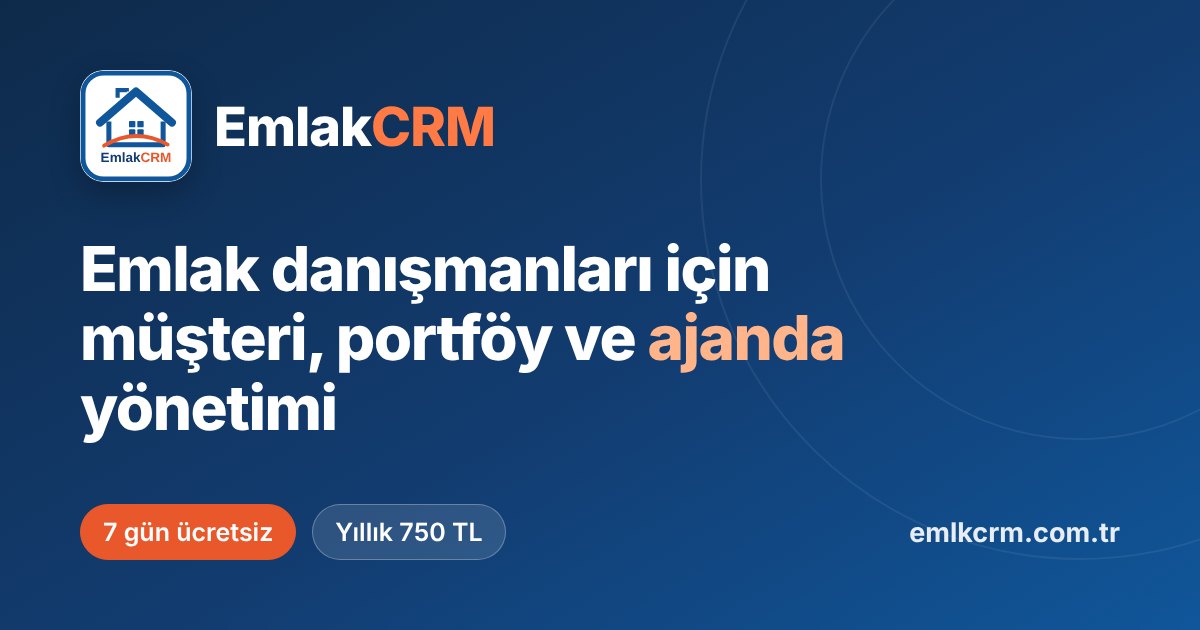 EmlakCRM
EmlakCRM
Emlak danışmanları için
müşteri, portföy ve ajanda
yönetimi
7 gün ücretsiz
Yıllık 750 TL
emlkcrm.com.tr